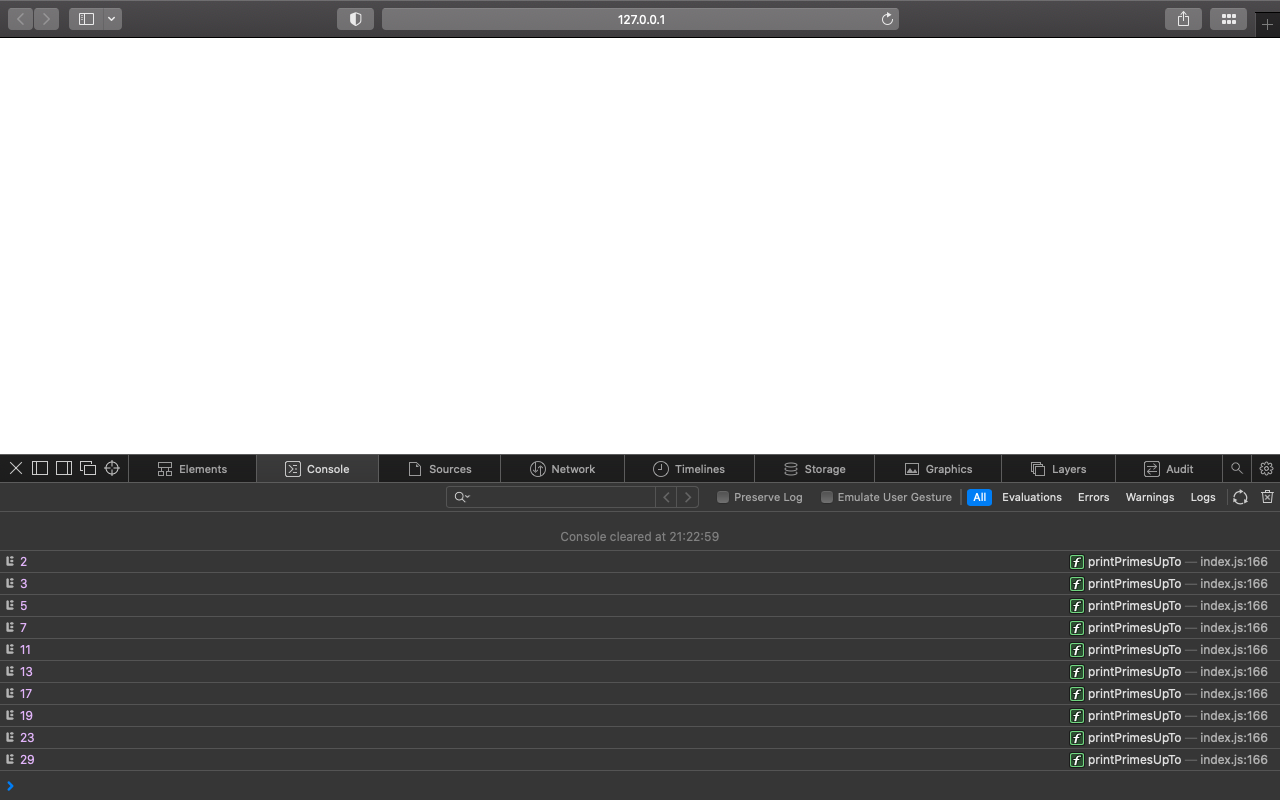 127.0.0.1
Elements Console Sources Network Timelines Storage Graphics Layers Audit
Preserve Log Emulate User Gesture All Evaluations Errors Warnings Logs
Console cleared at 21:22:59
2 f printPrimesUpTo — index.js:166
3 f printPrimesUpTo — index.js:166
5 f printPrimesUpTo — index.js:166
7 f printPrimesUpTo — index.js:166
11 f printPrimesUpTo — index.js:166
13 f printPrimesUpTo — index.js:166
17 f printPrimesUpTo — index.js:166
19 f printPrimesUpTo — index.js:166
23 f printPrimesUpTo — index.js:166
29 f printPrimesUpTo — index.js:166